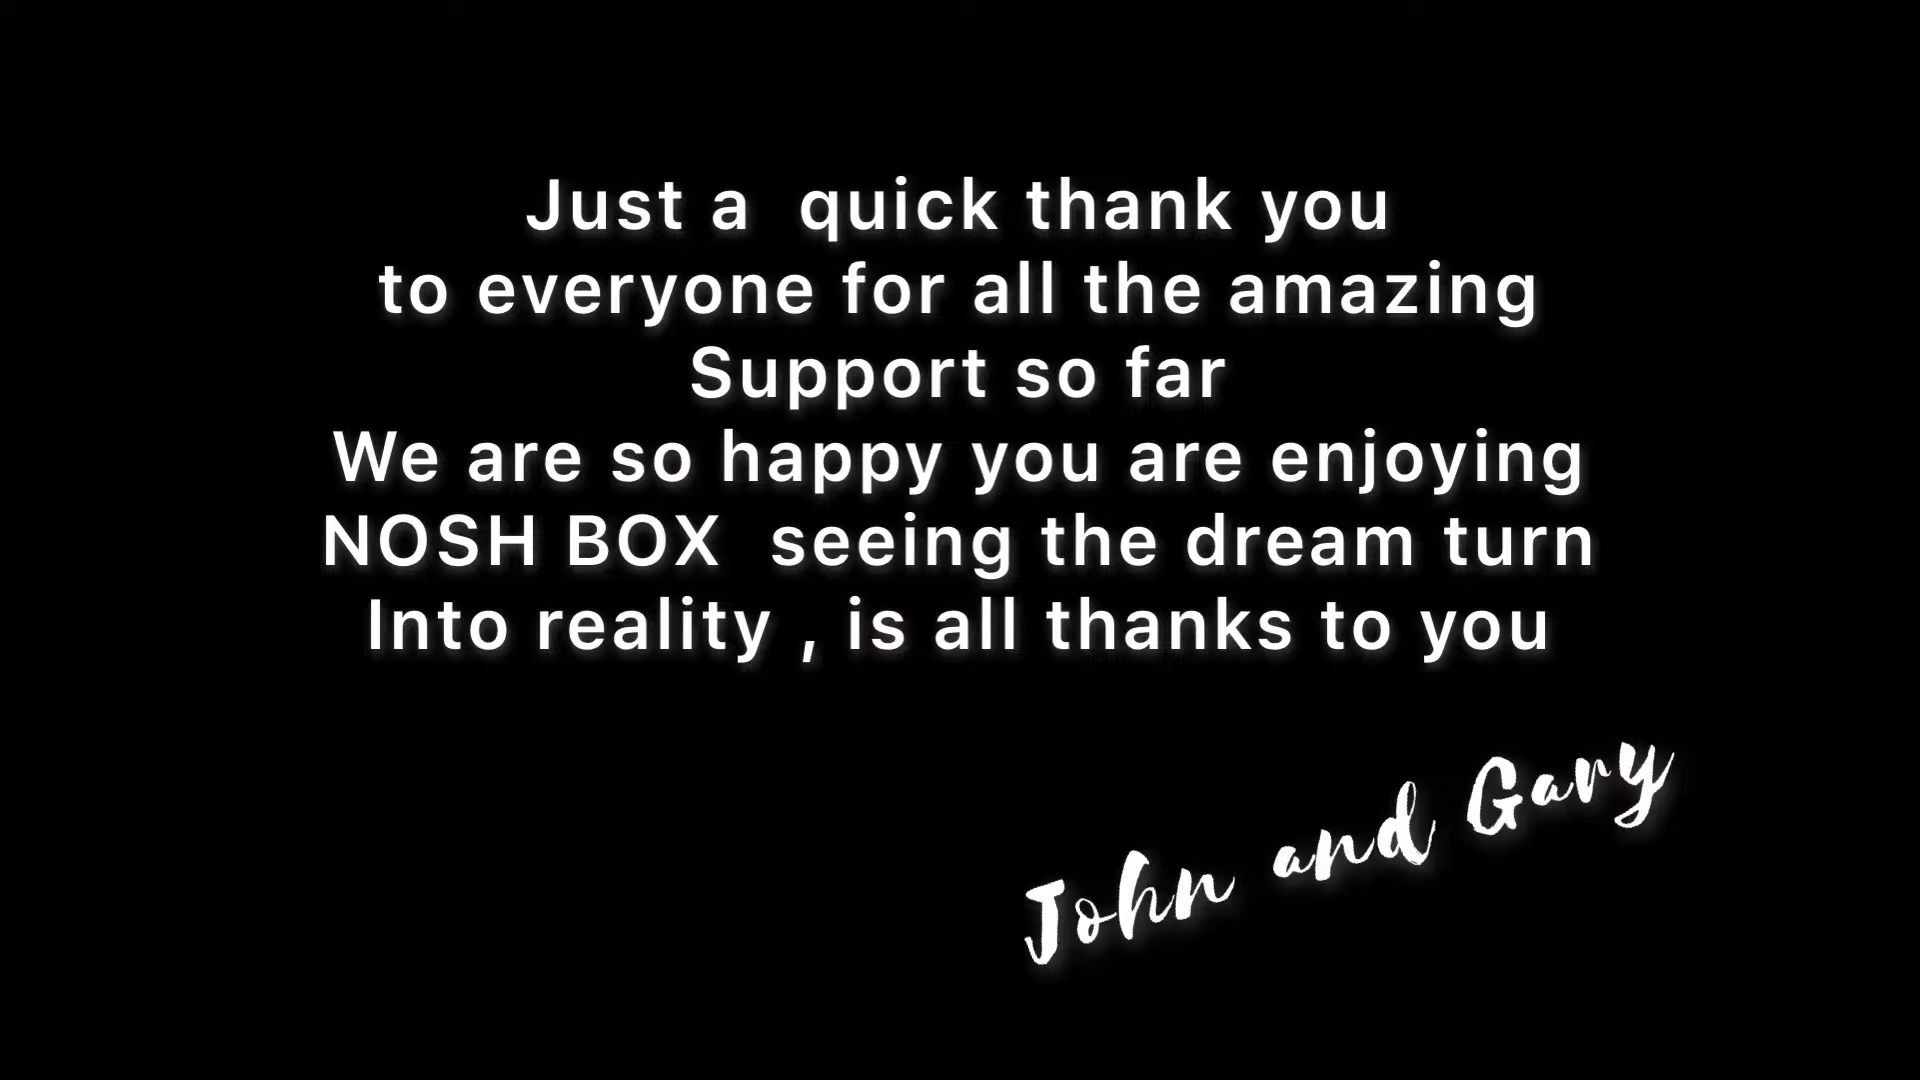 Just a  quick thank you
to everyone for all the amazing
Support so far
We are so happy you are enjoying
NOSH BOX  seeing the dream turn
Into reality , is all thanks to you
John and Gary